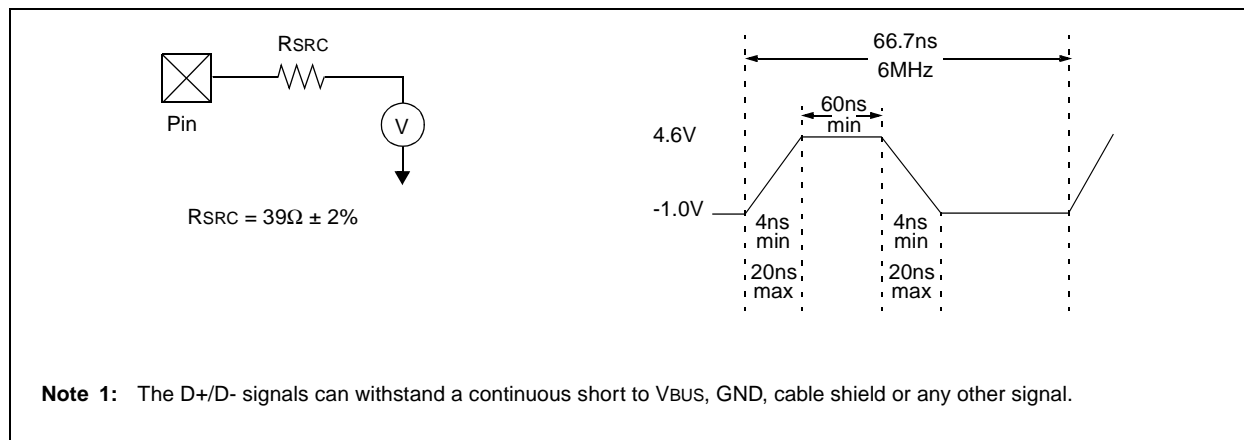 RSRC
Pin
V
RSRC = 39Ω ± 2%
66.7ns
6MHz
60ns
min
4.6V
-1.0V
4ns
min
20ns
max
4ns
min
20ns
max
Note 1: The D+/D- signals can withstand a continuous short to VBUS, GND, cable shield or any other signal.